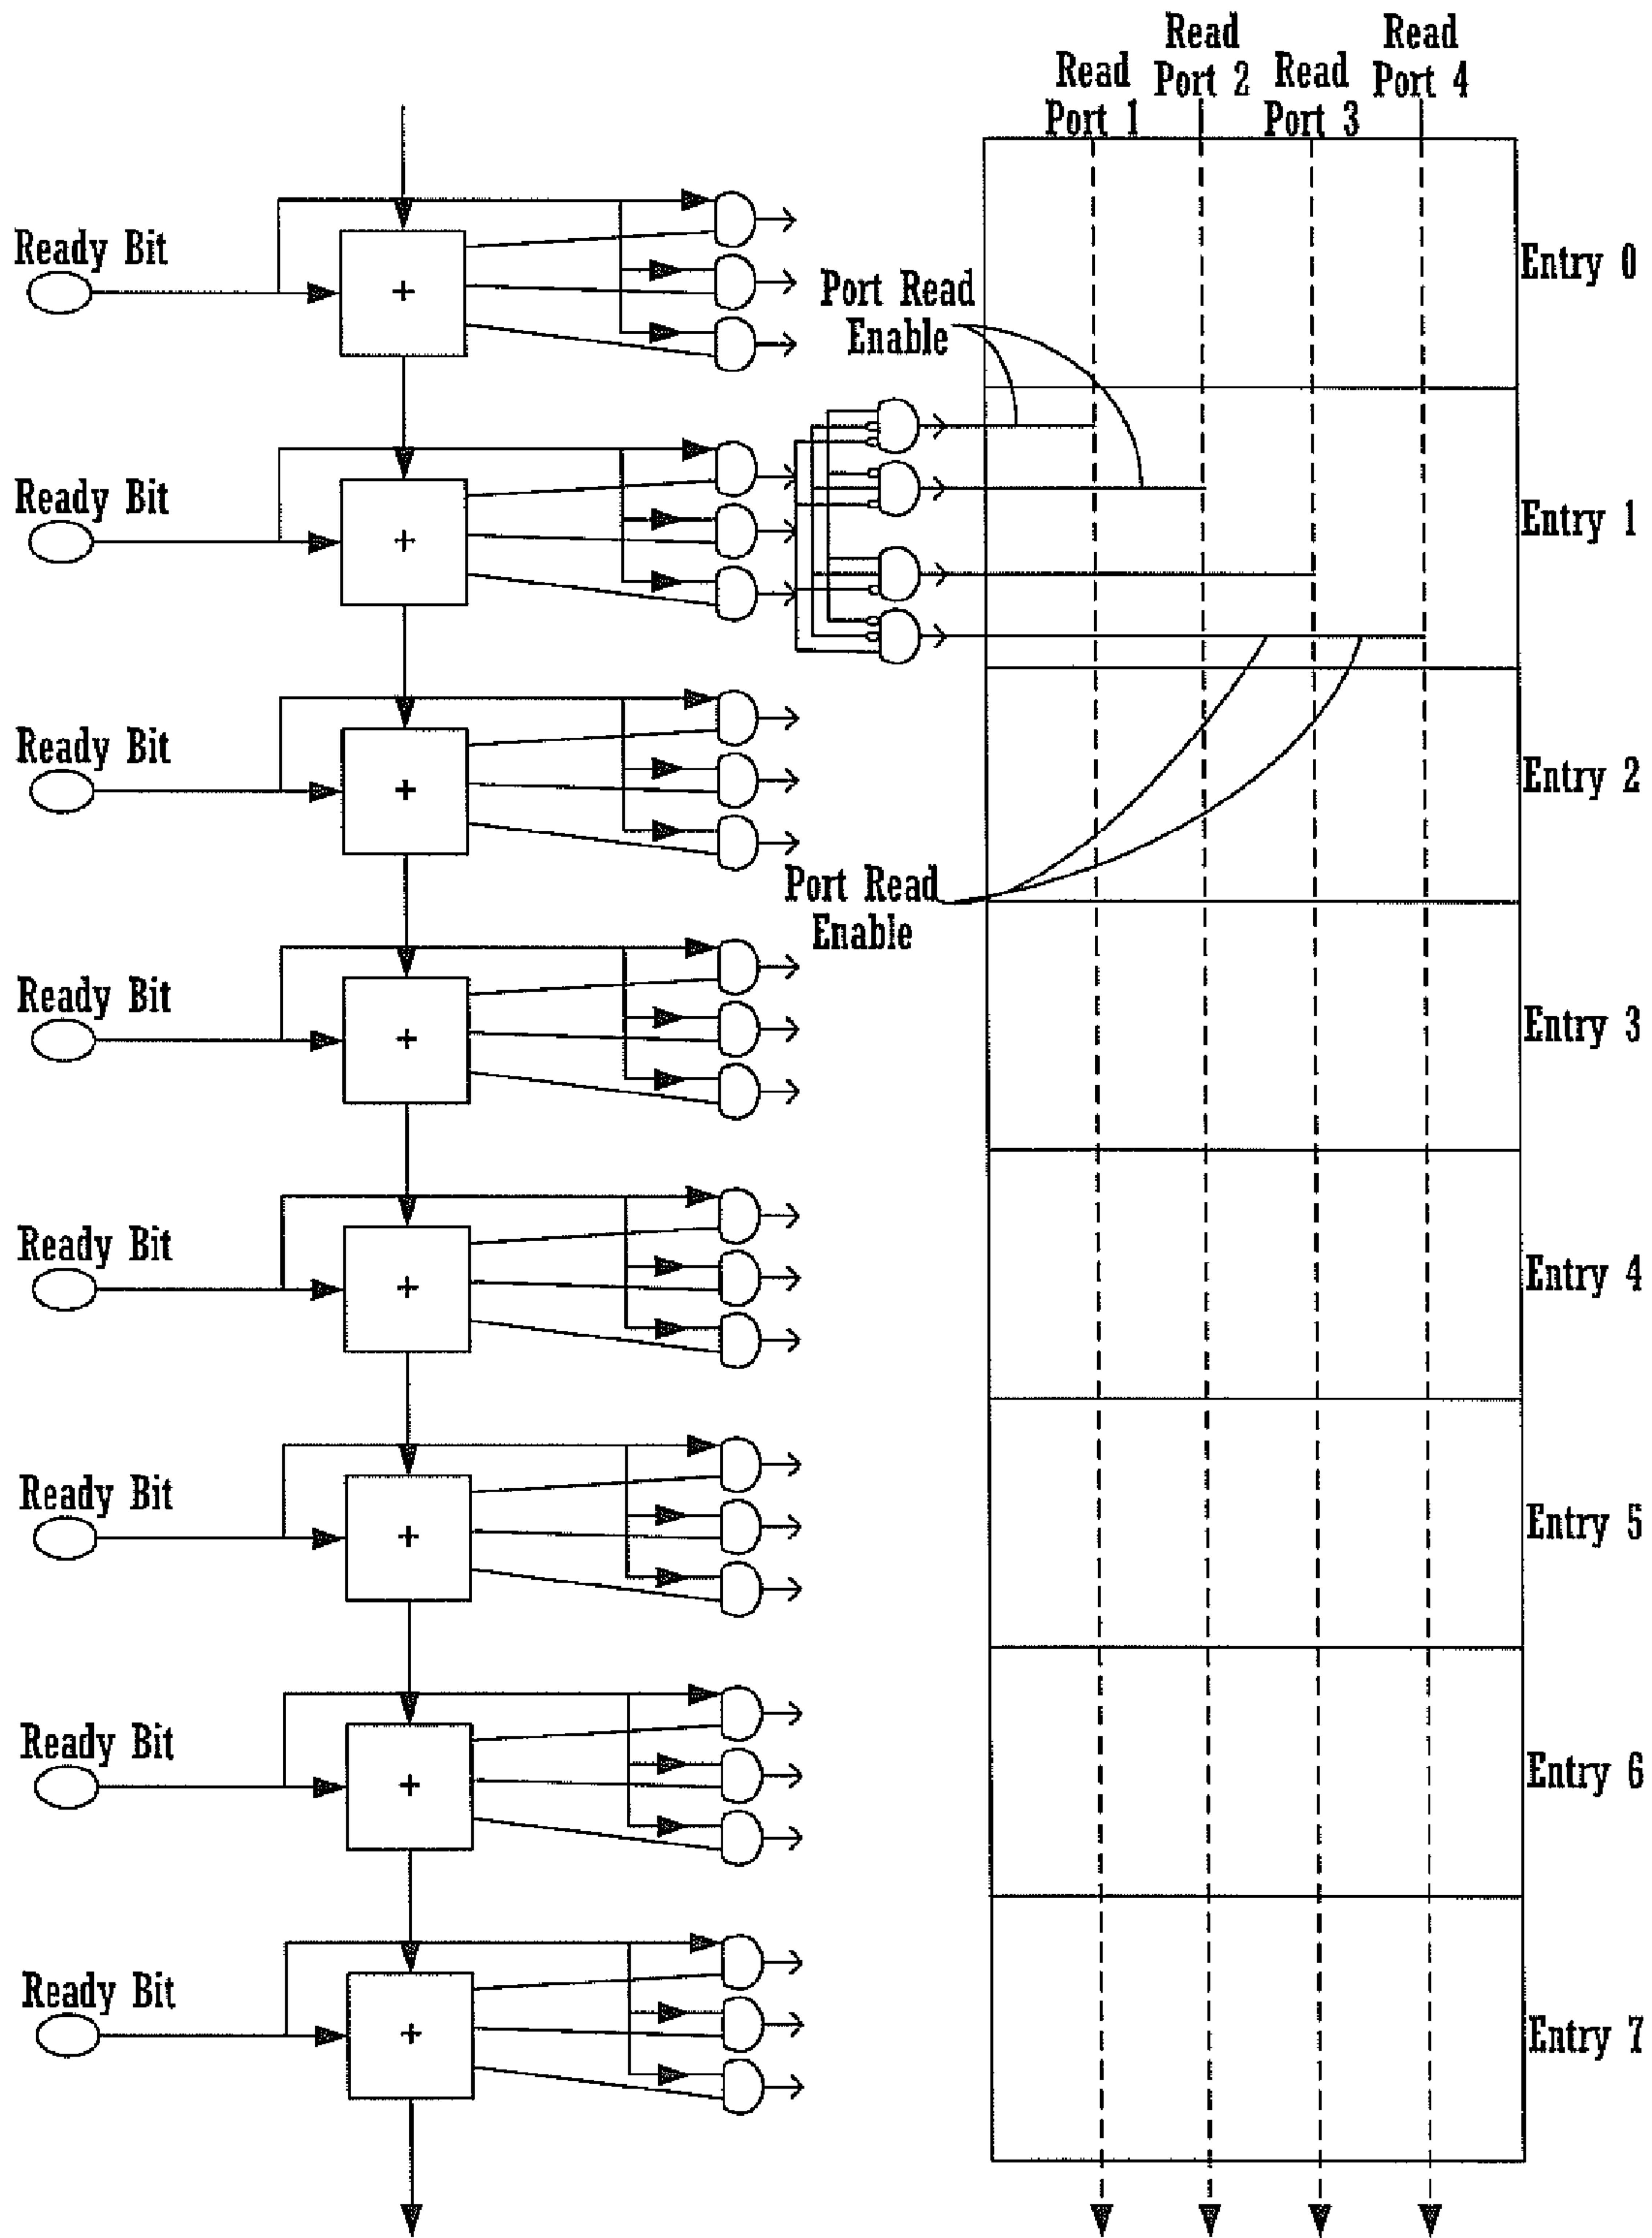 Read
Port 1
Read
Port 2
Read
Port 3
Read
Port 4
Ready Bit
+
Entry 0
Port Read
Enable
Ready Bit
+
Entry 1
Ready Bit
+
Entry 2
Port Read
Enable
Ready Bit
+
Entry 3
Ready Bit
+
Entry 4
Ready Bit
+
Entry 5
Ready Bit
+
Entry 6
Ready Bit
+
Entry 7